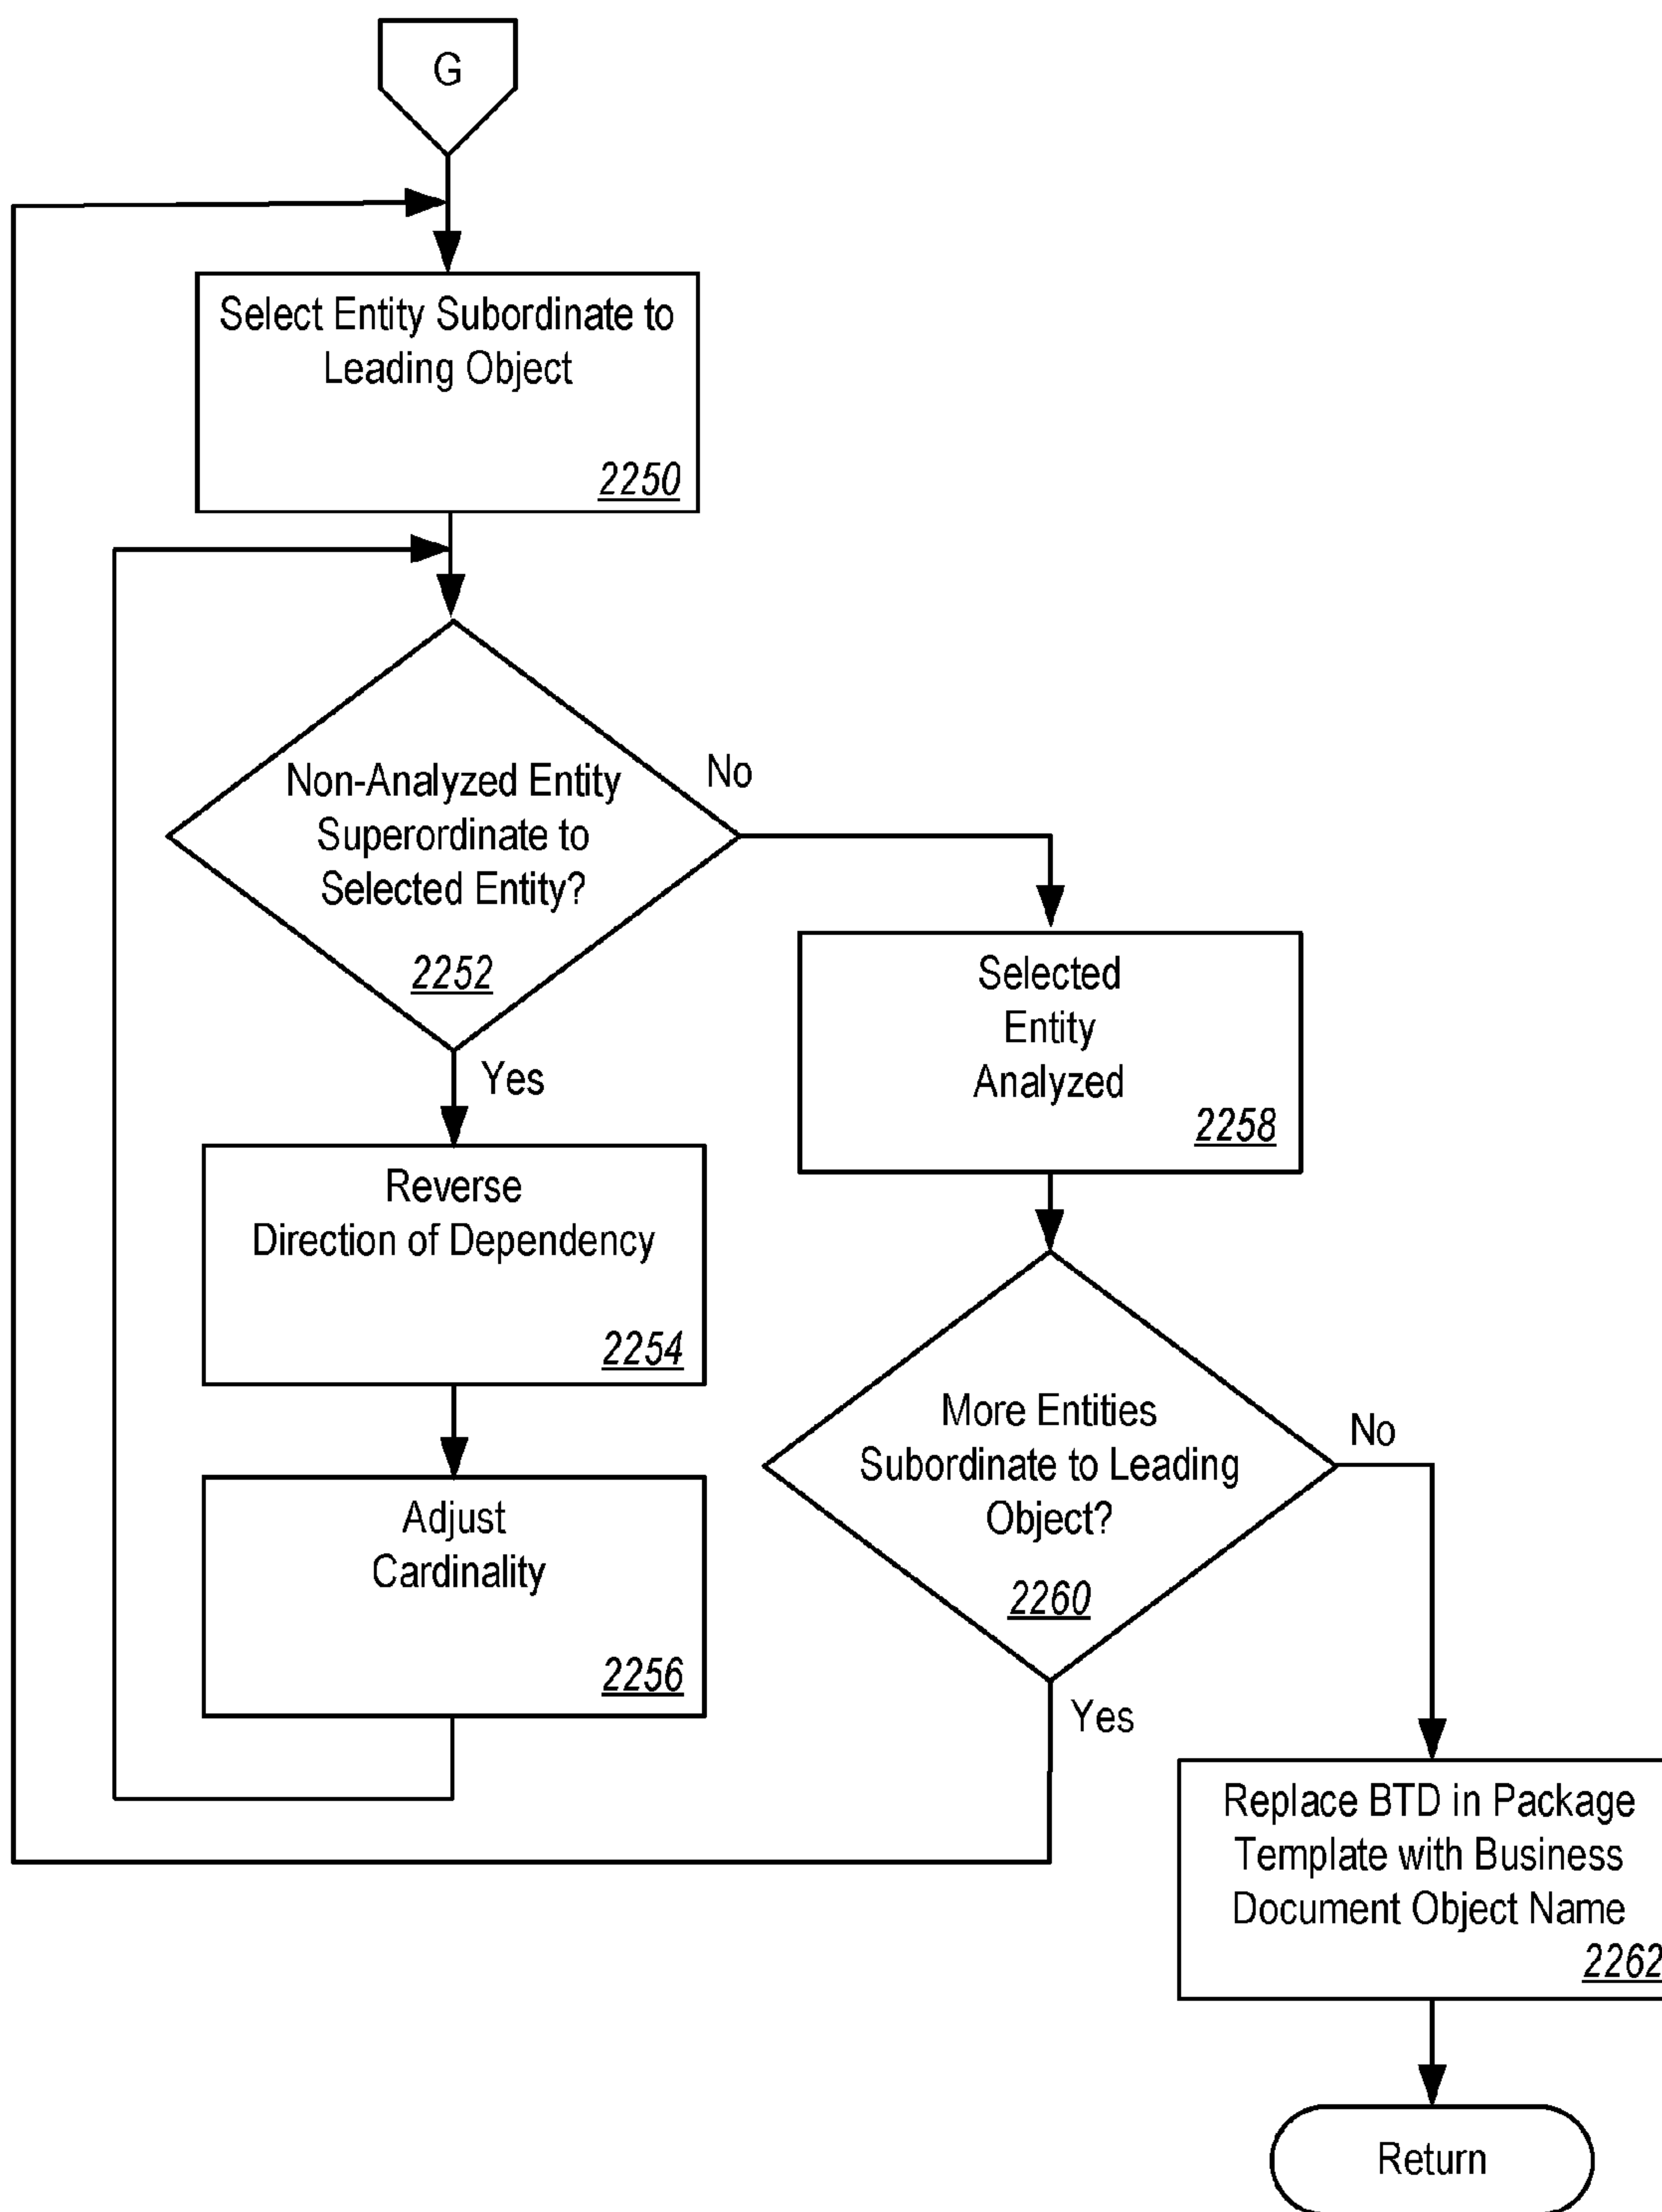 G
Select Entity Subordinate to
Leading Object
2250
Non-Analyzed Entity
Superordinate to
Selected Entity?
2252
No
Yes
Reverse
Direction of Dependency
2254
Adjust
Cardinality
2256
Selected
Entity
Analyzed
2258
More Entities
Subordinate to Leading
Object?
2260
No
Yes
Replace BTD in Package
Template with Business
Document Object Name
2262
Return